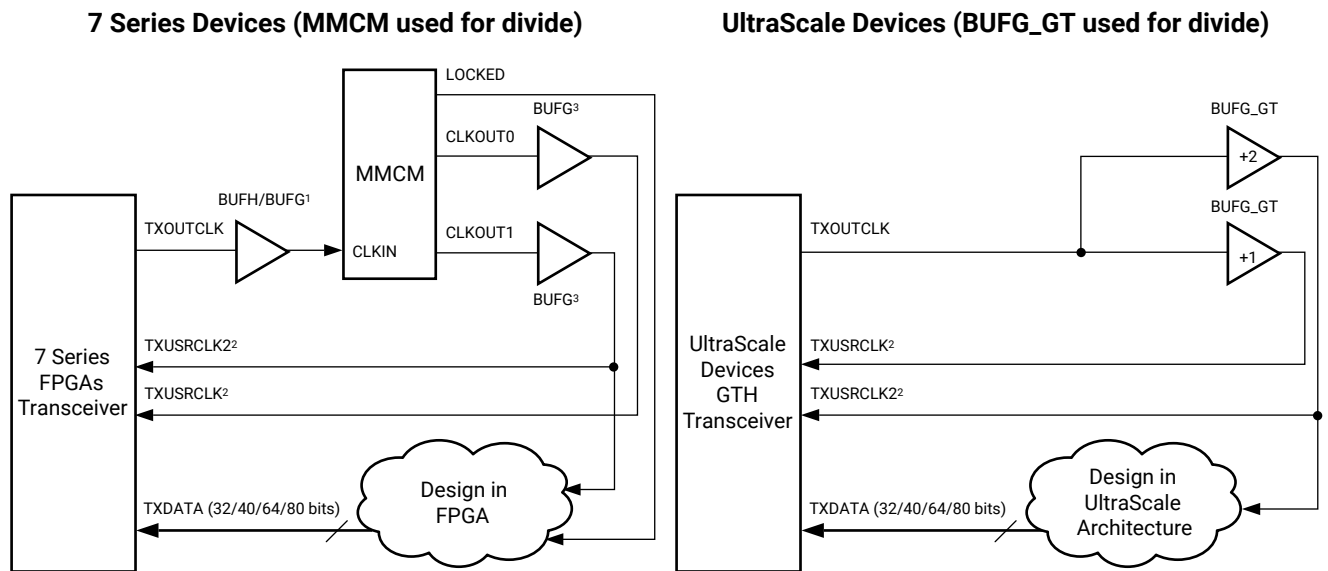 7 Series Devices (MMCM used for divide)
UltraScale Devices (BUFG_GT used for divide)
LOCKED
BUFG³
CLKOUT0
MMCM
BUFH/BUFG¹
TXOUTCLK
CLKIN
CLKOUT1
BUFG³
7 Series
FPGAs
Transceiver
TXUSRCLK2²
TXUSRCLK²
TXDATA (32/40/64/80 bits)
Design in
FPGA
BUFG_GT
+2
BUFG_GT
+1
TXOUTCLK
UltraScale
Devices
GTH
Transceiver
TXUSRCLK²
TXUSRCLK2²
TXDATA (32/40/64/80 bits)
Design in
UltraScale
Architecture